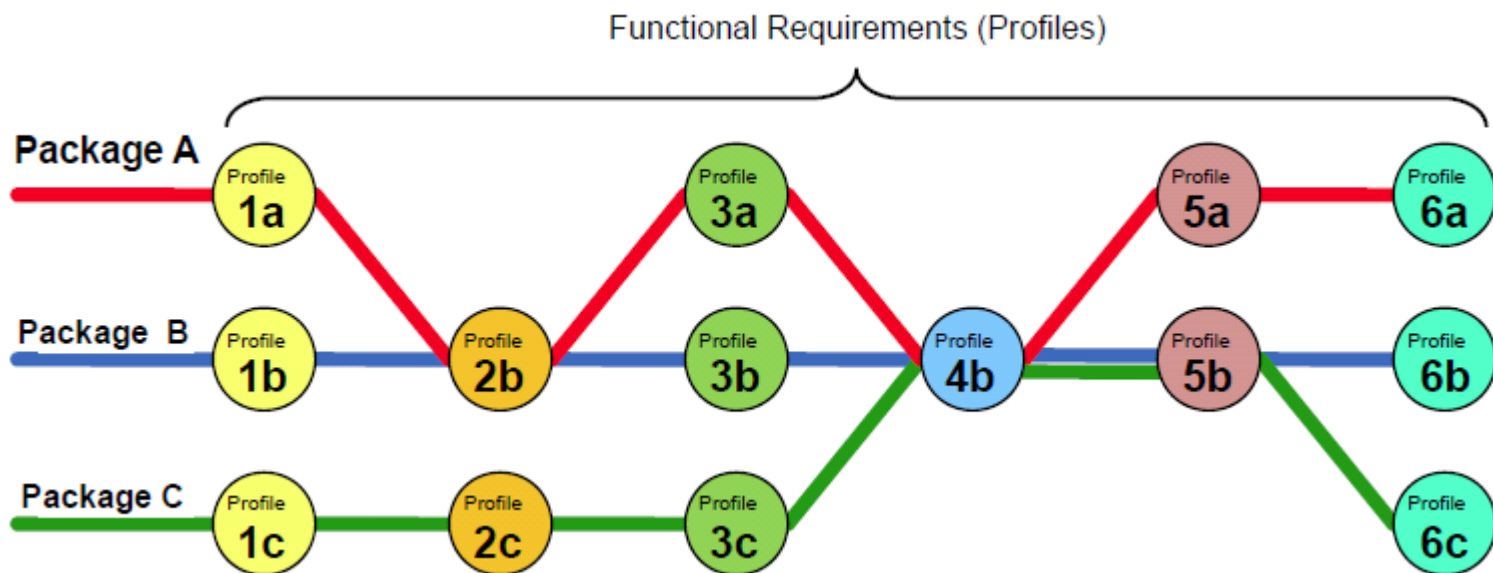 Functional Requirements (Profiles)
Package A
Profile
1a
Profile
3a
Profile
5a
Profile
6a
Package B
Profile
1b
Profile
2b
Profile
3b
Profile
4b
Profile
5b
Profile
6b
Package C
Profile
1c
Profile
2c
Profile
3c
Profile
6c